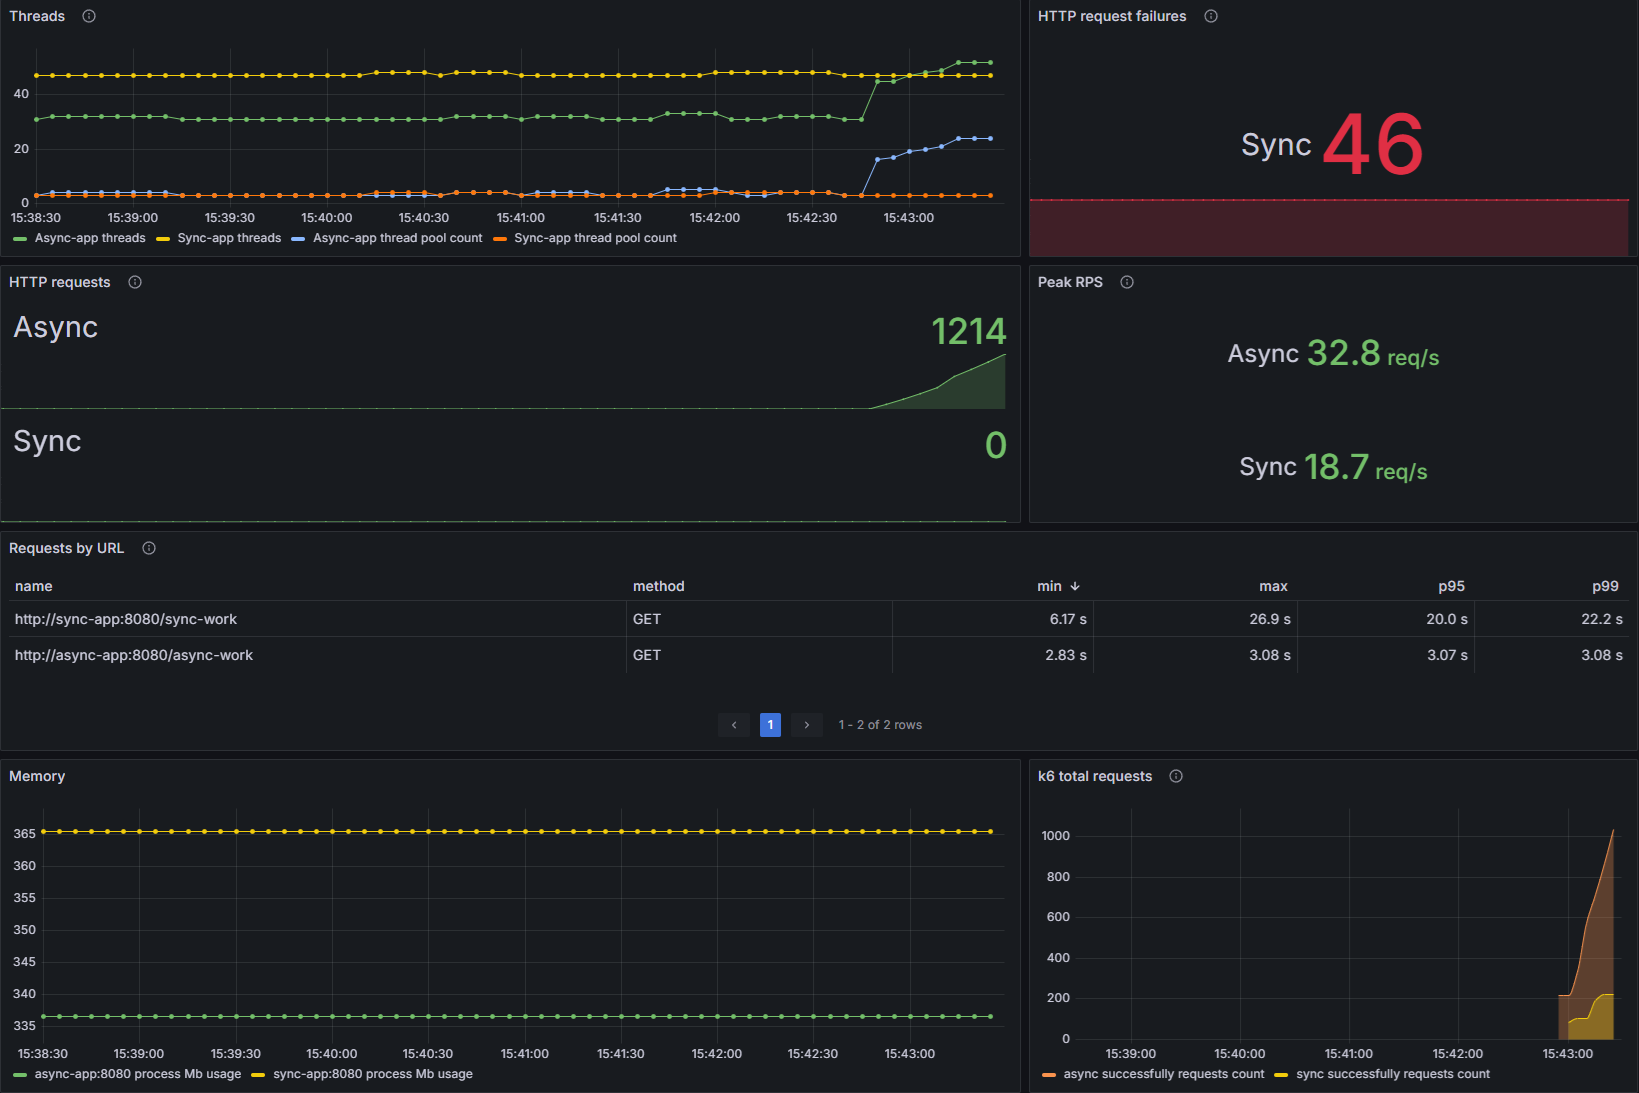 Threads
40
20
0
15:38:30 15:39:00 15:39:30 15:40:00 15:40:30 15:41:00 15:41:30 15:42:00 15:42:30 15:43:00
Async-app threads Sync-app threads Async-app thread pool count Sync-app thread pool count
HTTP request failures
Sync 46
HTTP requests
Async 1214
Sync 0
Peak RPS
Async 32.8 req/s
Sync 18.7 req/s
Requests by URL
name method min ↓ max p95 p99
http://sync-app:8080/sync-work GET 6.17 s 26.9 s 20.0 s 22.2 s
http://async-app:8080/async-work GET 2.83 s 3.08 s 3.07 s 3.08 s
‹ 1 › 1 - 2 of 2 rows
Memory
365
360
355
350
345
340
335
15:38:30 15:39:00 15:39:30 15:40:00 15:40:30 15:41:00 15:41:30 15:42:00 15:42:30 15:43:00
async-app:8080 process Mb usage sync-app:8080 process Mb usage
k6 total requests
1000
800
600
400
200
0
15:39:00 15:40:00 15:41:00 15:42:00 15:43:00
async successfully requests count sync successfully requests count